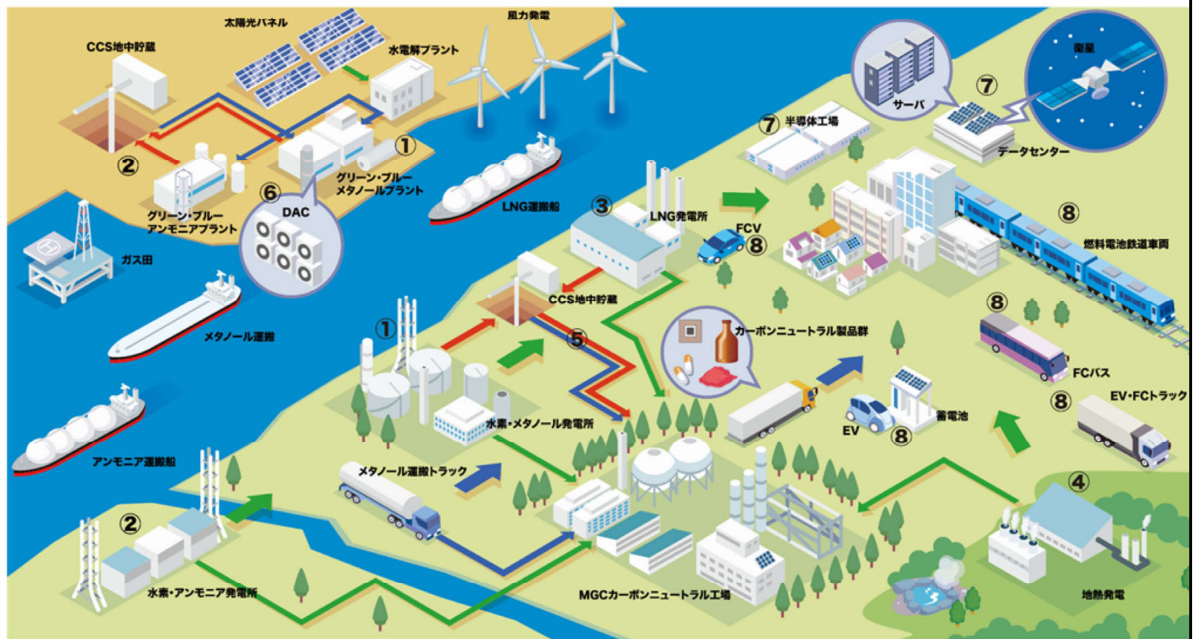 太陽光パネル
風力発電
CCS地中貯蔵
水電解プラント
衛星
サーバ
⑦
⑦
半導体工場
データセンター
①
②
グリーン・ブルー
メタノールプラント
⑥
DAC
グリーン・ブルー
アンモニアプラント
LNG運搬船
③
LNG発電所
FCV
⑧
⑧
燃料電池鉄道車両
ガス田
H
CCS地中貯蔵
メタノール運搬
①
⑤
カーボンニュートラル製品群
⑧
FCバス
EV・FCトラック
⑧
EV
⑧
蓄電池
水素・メタノール発電所
アンモニア運搬船
メタノール運搬トラック
④
②
水素・アンモニア発電所
MGCカーボンニュートラル工場
地熱発電